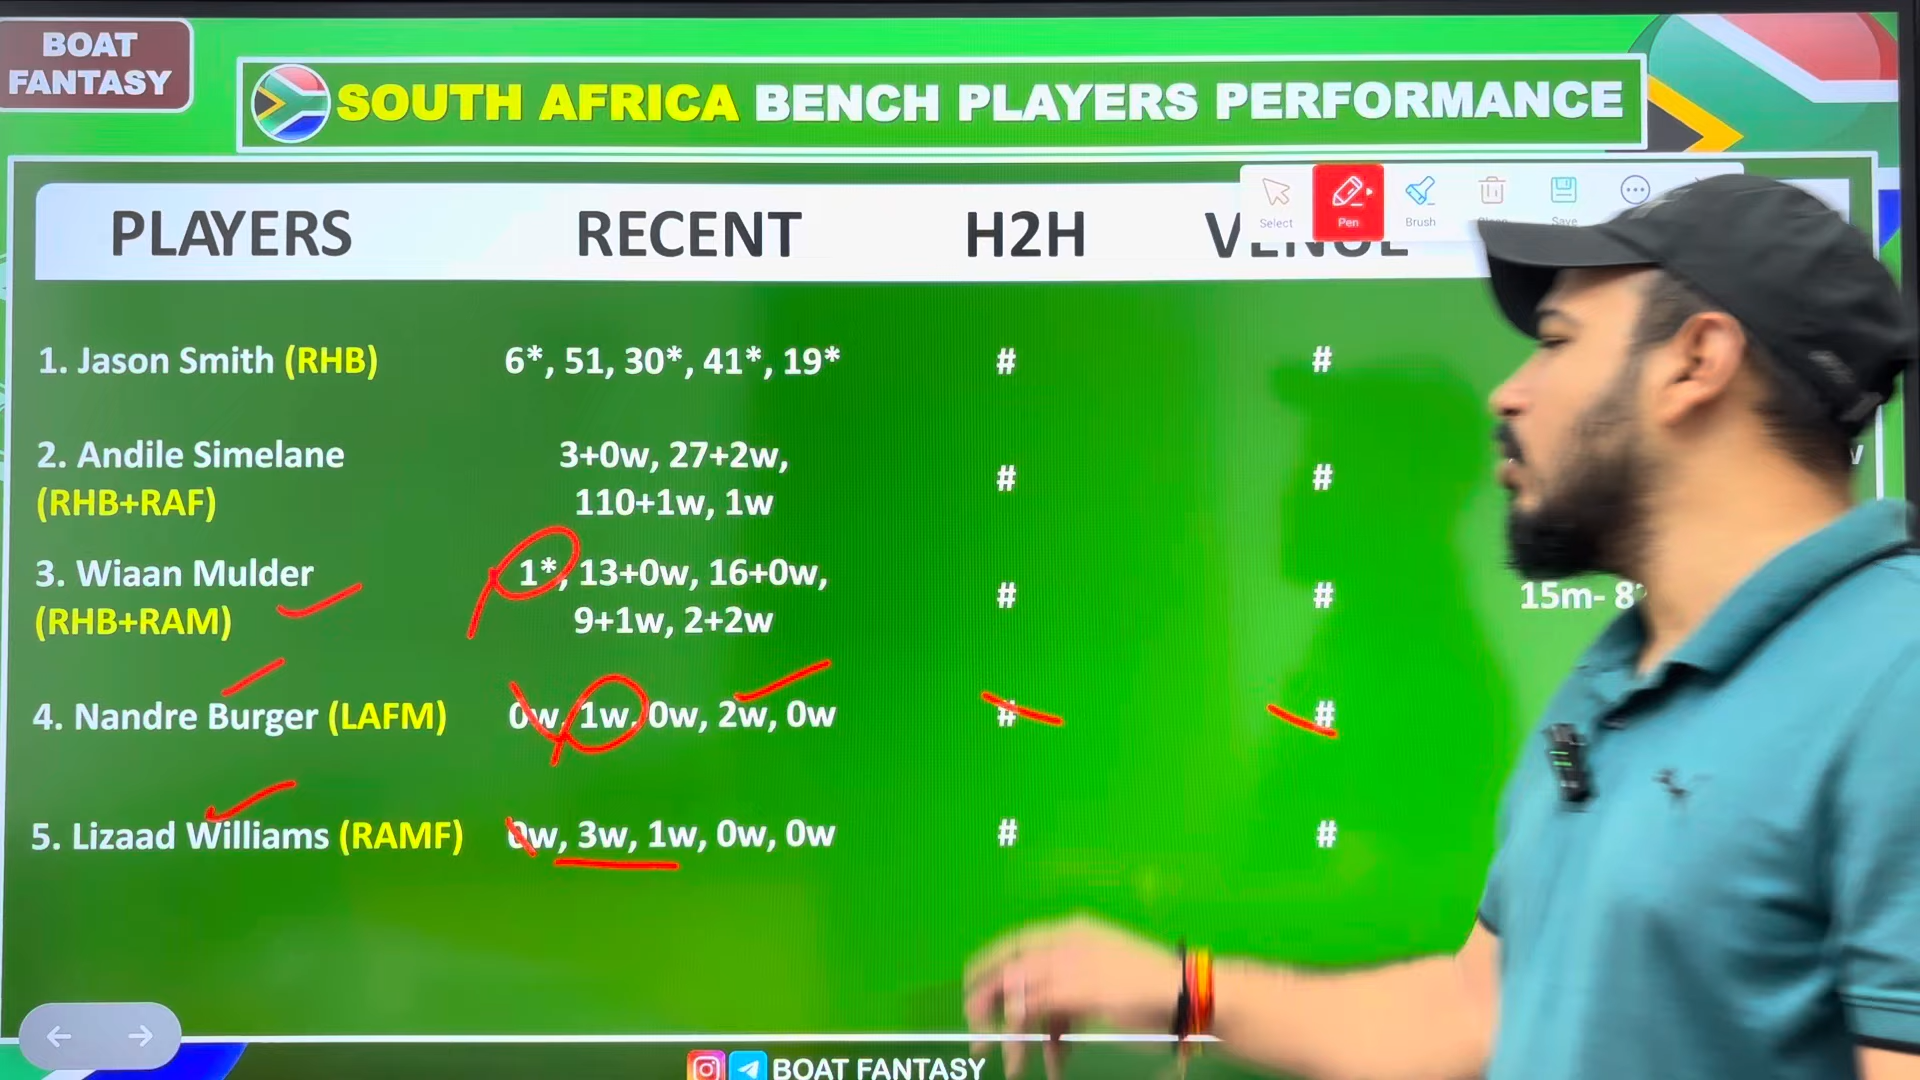 BOAT
FANTASY
SOUTH AFRICA BENCH PLAYERS PERFORMANCE
Select
Pen
Brush
Clean
Save
PLAYERS RECENT H2H VENUE
1. Jason Smith (RHB) 6*, 51, 30*, 41*, 19* # #
2. Andile Simelane
(RHB+RAF)
3+0w, 27+2w,
110+1w, 1w
# #
3. Wiaan Mulder
(RHB+RAM)
1*, 13+0w, 16+0w,
9+1w, 2+2w
# #
15m- 8
4. Nandre Burger (LAFM) 0w, 1w, 0w, 2w, 0w # #
5. Lizaad Williams (RAMF) 0w, 3w, 1w, 0w, 0w # #
BOAT FANTASY